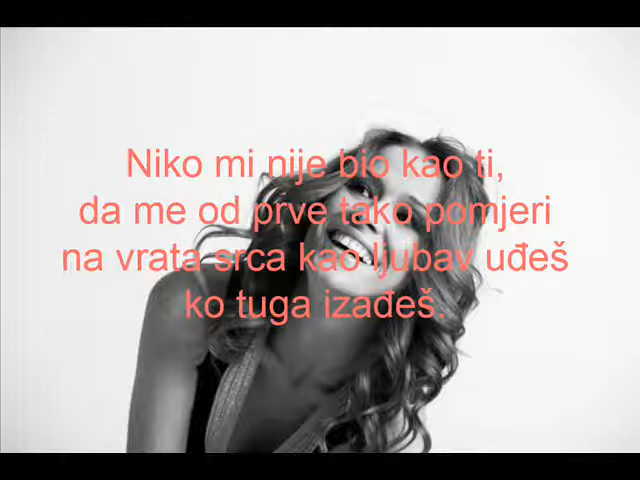 Niko mi nije bio kao ti,
da me od prve tako pomjeri
na vrata srca kao ljubav uđeš
ko tuga izađeš.